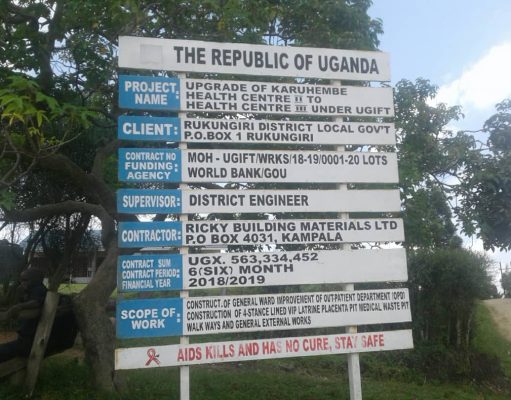 THE REPUBLIC OF UGANDA
PROJECT NAME: UPGRADE OF KARUHEMBE
HEALTH CENTRE II TO
HEALTH CENTRE III UNDER UGIFT
CLIENT: RUKUNGIRI DISTRICT LOCAL GOV'T
P.O.BOX 1 RUKUNGIRI
CONTRACT NO MOH - UGIFT/WRKS/18-19/0001-20 LOTS
FUNDING AGENCY WORLD BANK/GOU
SUPERVISOR: DISTRICT ENGINEER
CONTRACTOR: RICKY BUILDING MATERIALS LTD
P.O BOX 4031, KAMPALA
CONTRACT SUM UGX. 563,334,452
CONTRACT PERIOD: 6(SIX) MONTH
FINANCIAL YEAR 2018/2019
SCOPE OF WORK: CONSTRUCT.OF GENERAL WARD IMPROVEMENT OF OUT-PATIENT DEPARTMENT (OPD)
CONSTRUCTION OF 4-STANCE LINED VIP LATRINE PLACENTA PIT MEDICAL WASTE PIT
WALK WAYS AND GENERAL EXTERNAL WORKS
AIDS KILLS AND HAS NO CURE, STAY SAFE